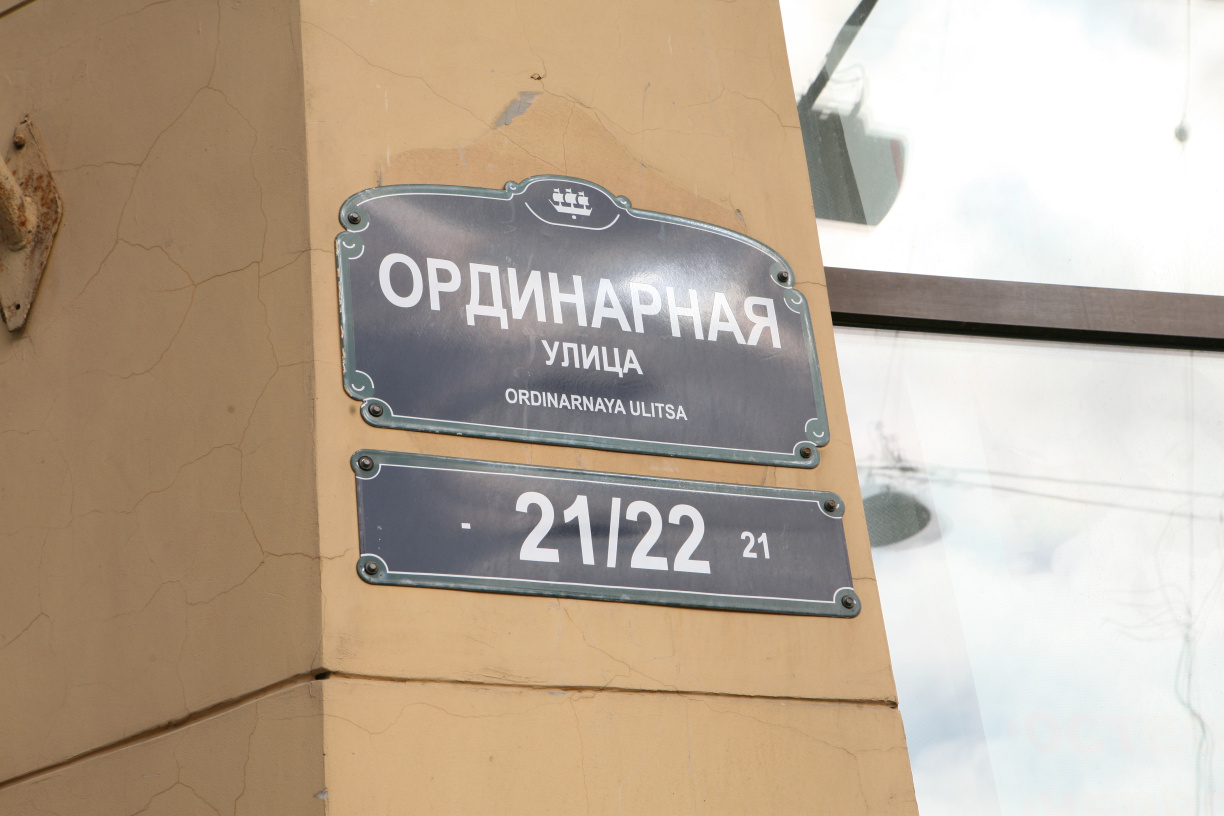 ОРДИНАРНАЯ
УЛИЦА
ORDINARNAYA ULITSA
- 21/22 21